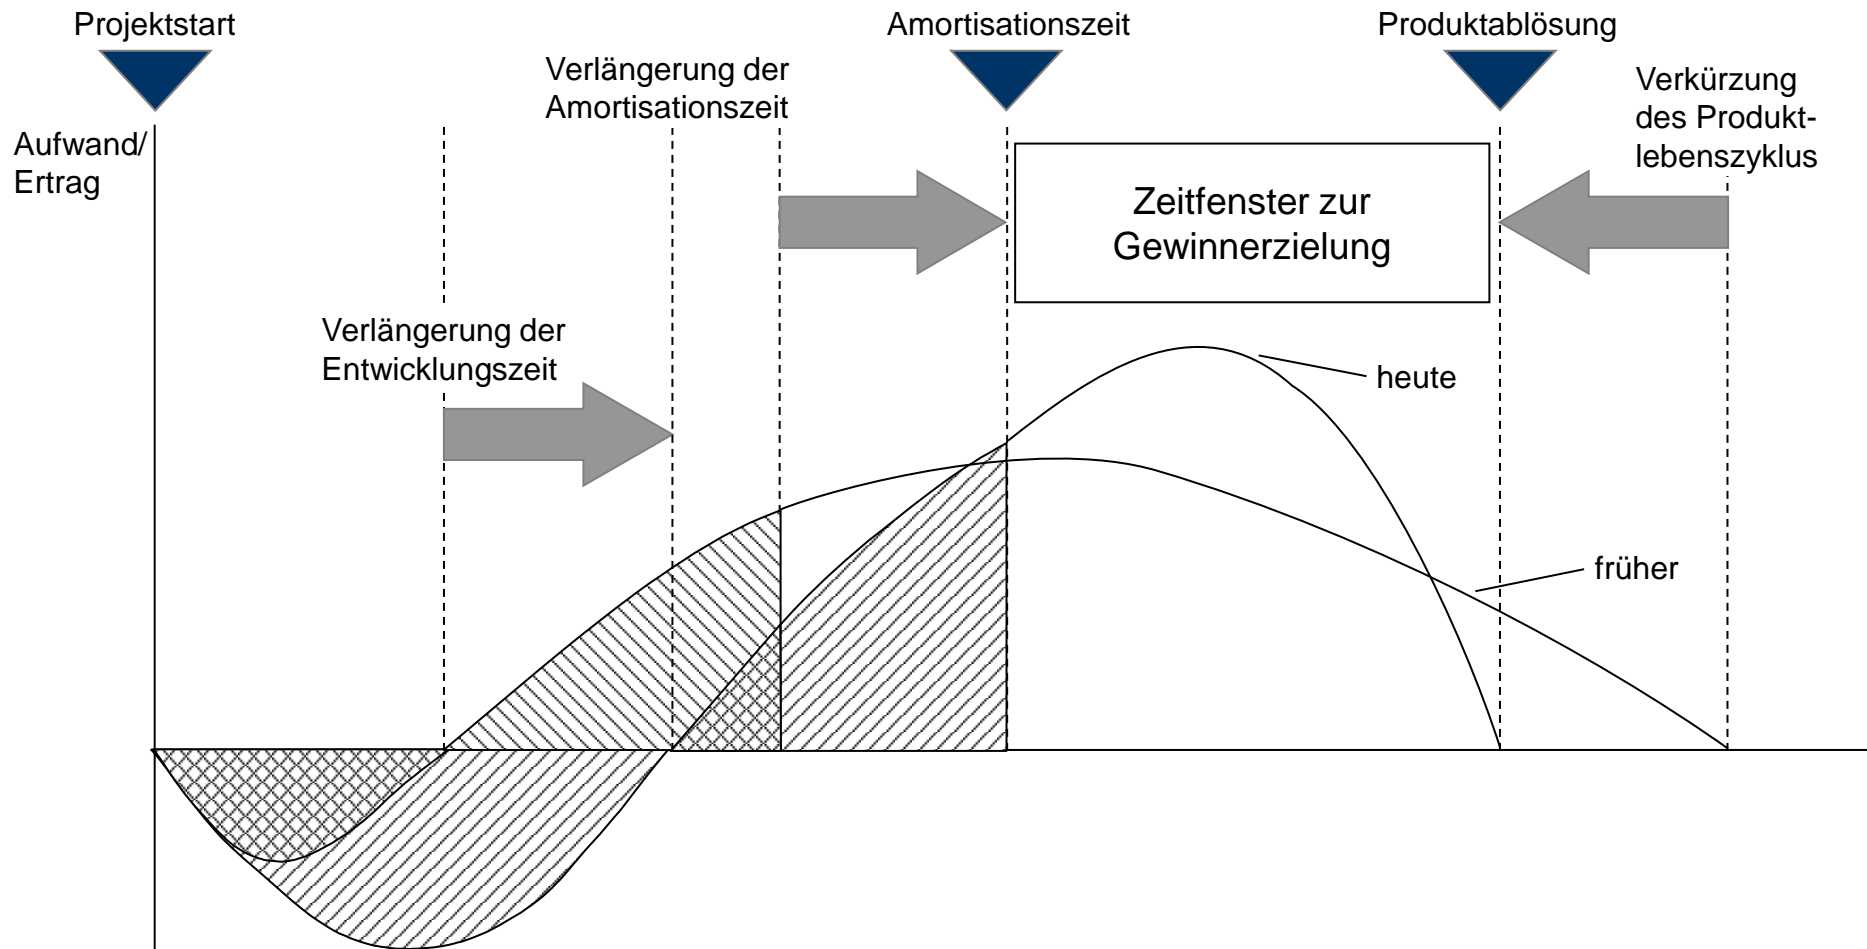 Projektstart
Amortisationszeit
Produktablösung
Verlängerung der
Amortisationszeit
Verkürzung
des Produkt-
lebenszyklus
Aufwand/
Ertrag
Zeitfenster zur
Gewinnerzielung
Verlängerung der
Entwicklungszeit
heute
früher